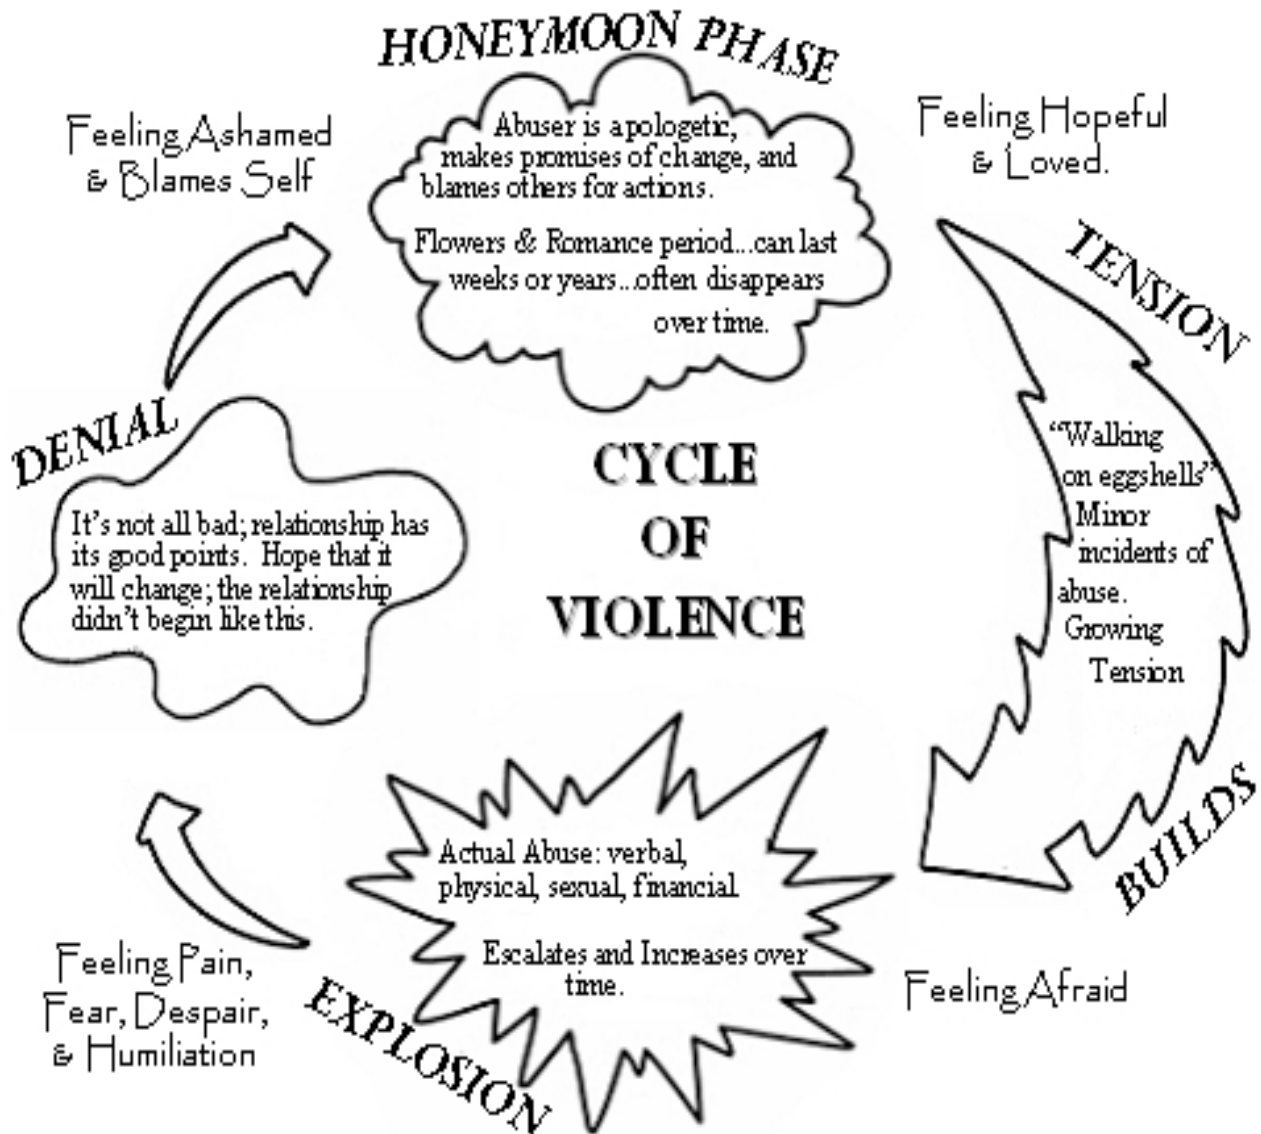 HONEYMOON PHASE
Feeling Ashamed
& Blames Self
Abuser is apologetic,
makes promises of change, and
blames others for actions.
Flowers & Romance period...can last
weeks or years...often disappears
over time.
Feeling Hopeful
& Loved.
TENSION
"Walking
on eggshells"
Minor
incidents of
abuse.
Growing
Tension
BUILDS
DENIAL
It's not all bad; relationship has
its good points. Hope that it
will change; the relationship
didn't begin like this.
CYCLE
OF
VIOLENCE
Actual Abuse: verbal,
physical, sexual, financial.
Escalates and Increases over
time.
Feeling Afraid
EXPLOSION
Feeling Pain,
Fear, Despair,
& Humiliation